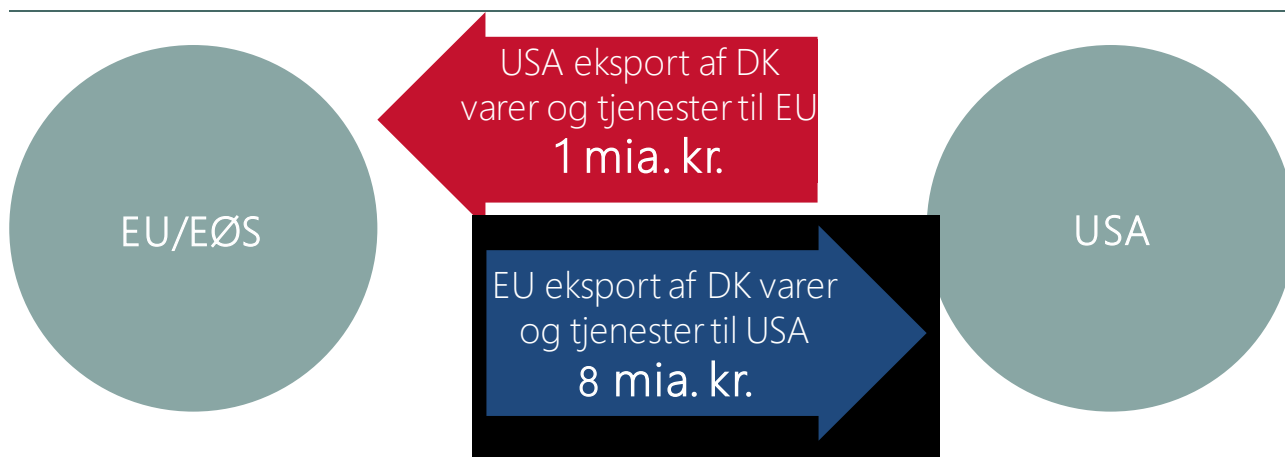 USA eksport af DK
varer og tjenester til EU
1 mia. kr.
EU/EØS
USA
EU eksport af DK varer
og tjenester til USA
8 mia. kr.